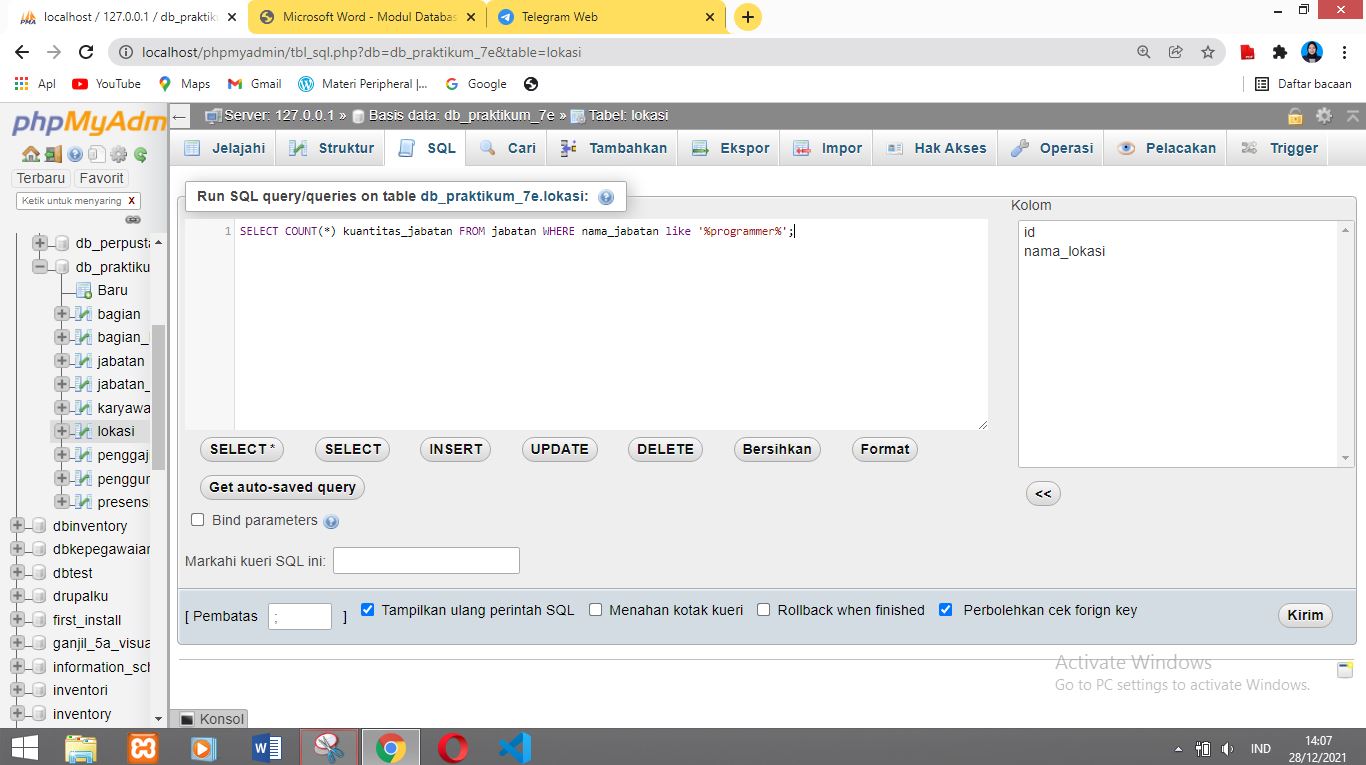 localhost / 127.0.0.1 / db_praktik
Microsoft Word - Modul Databas
Telegram Web
localhost/phpmyadmin/tbl_sql.php?db=db_praktikum_7e&table=lokasi
Apl YouTube Maps Gmail Materi Peripheral |... Google Daftar bacaan
phpMyAdm
Server: 127.0.0.1 » Basis data: db_praktikum_7e » Tabel: lokasi
Jelajahi Struktur SQL Cari Tambahkan Ekspor Impor Hak Akses Operasi Pelacakan Trigger
Terbaru Favorit
Ketik untuk menyaring X
db_perpusta
db_praktiku
Baru
bagian
bagian_
jabatan
jabatan_
karyawa
lokasi
penggaj
penggun
presens
dbinventory
dbkepegawaian
dbtest
drupalku
first_install
ganjil_5a_visua
information_sch
inventori
inventory
Run SQL query/queries on table db_praktikum_7e.lokasi:
1 SELECT COUNT(*) kuantitas_jabatan FROM jabatan WHERE nama_jabatan like '%programmer%';
Kolom
id
nama_lokasi
<<
SELECT * SELECT INSERT UPDATE DELETE Bersihkan Format
Get auto-saved query
Bind parameters
Markahi kueri SQL ini:
[ Pembatas ; ] Tampilkan ulang perintah SQL Menahan kotak kueri Rollback when finished Perbolehkan cek forign key Kirim
Activate Windows
Go to PC settings to activate Windows.
Konsol
IND
14:07
28/12/2021